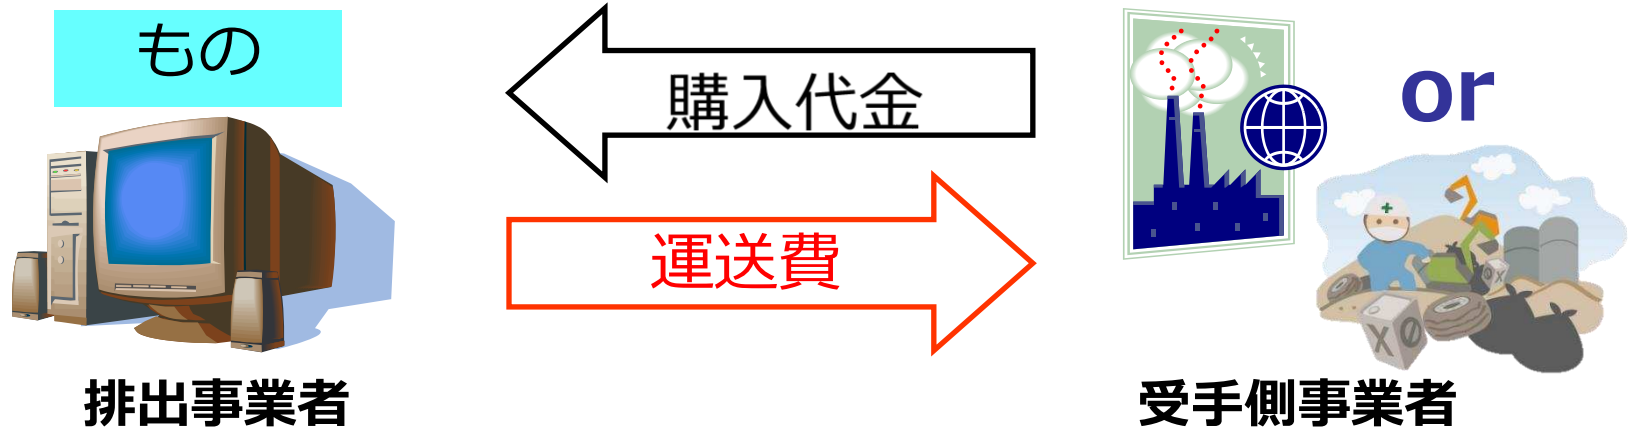 もの
購入代金
or
運送費
排出事業者
受手側事業者